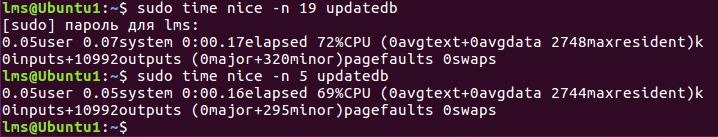 lms@Ubuntu1:~$ sudo time nice -n 19 updatedb
[sudo] пароль для lms:
0.05user 0.07system 0:00.17elapsed 72%CPU (0avgtext+0avgdata 2748maxresident)k
0inputs+10992outputs (0major+320minor)pagefaults 0swaps
lms@Ubuntu1:~$ sudo time nice -n 5 updatedb
0.05user 0.05system 0:00.16elapsed 69%CPU (0avgtext+0avgdata 2744maxresident)k
0inputs+10992outputs (0major+295minor)pagefaults 0swaps
lms@Ubuntu1:~$